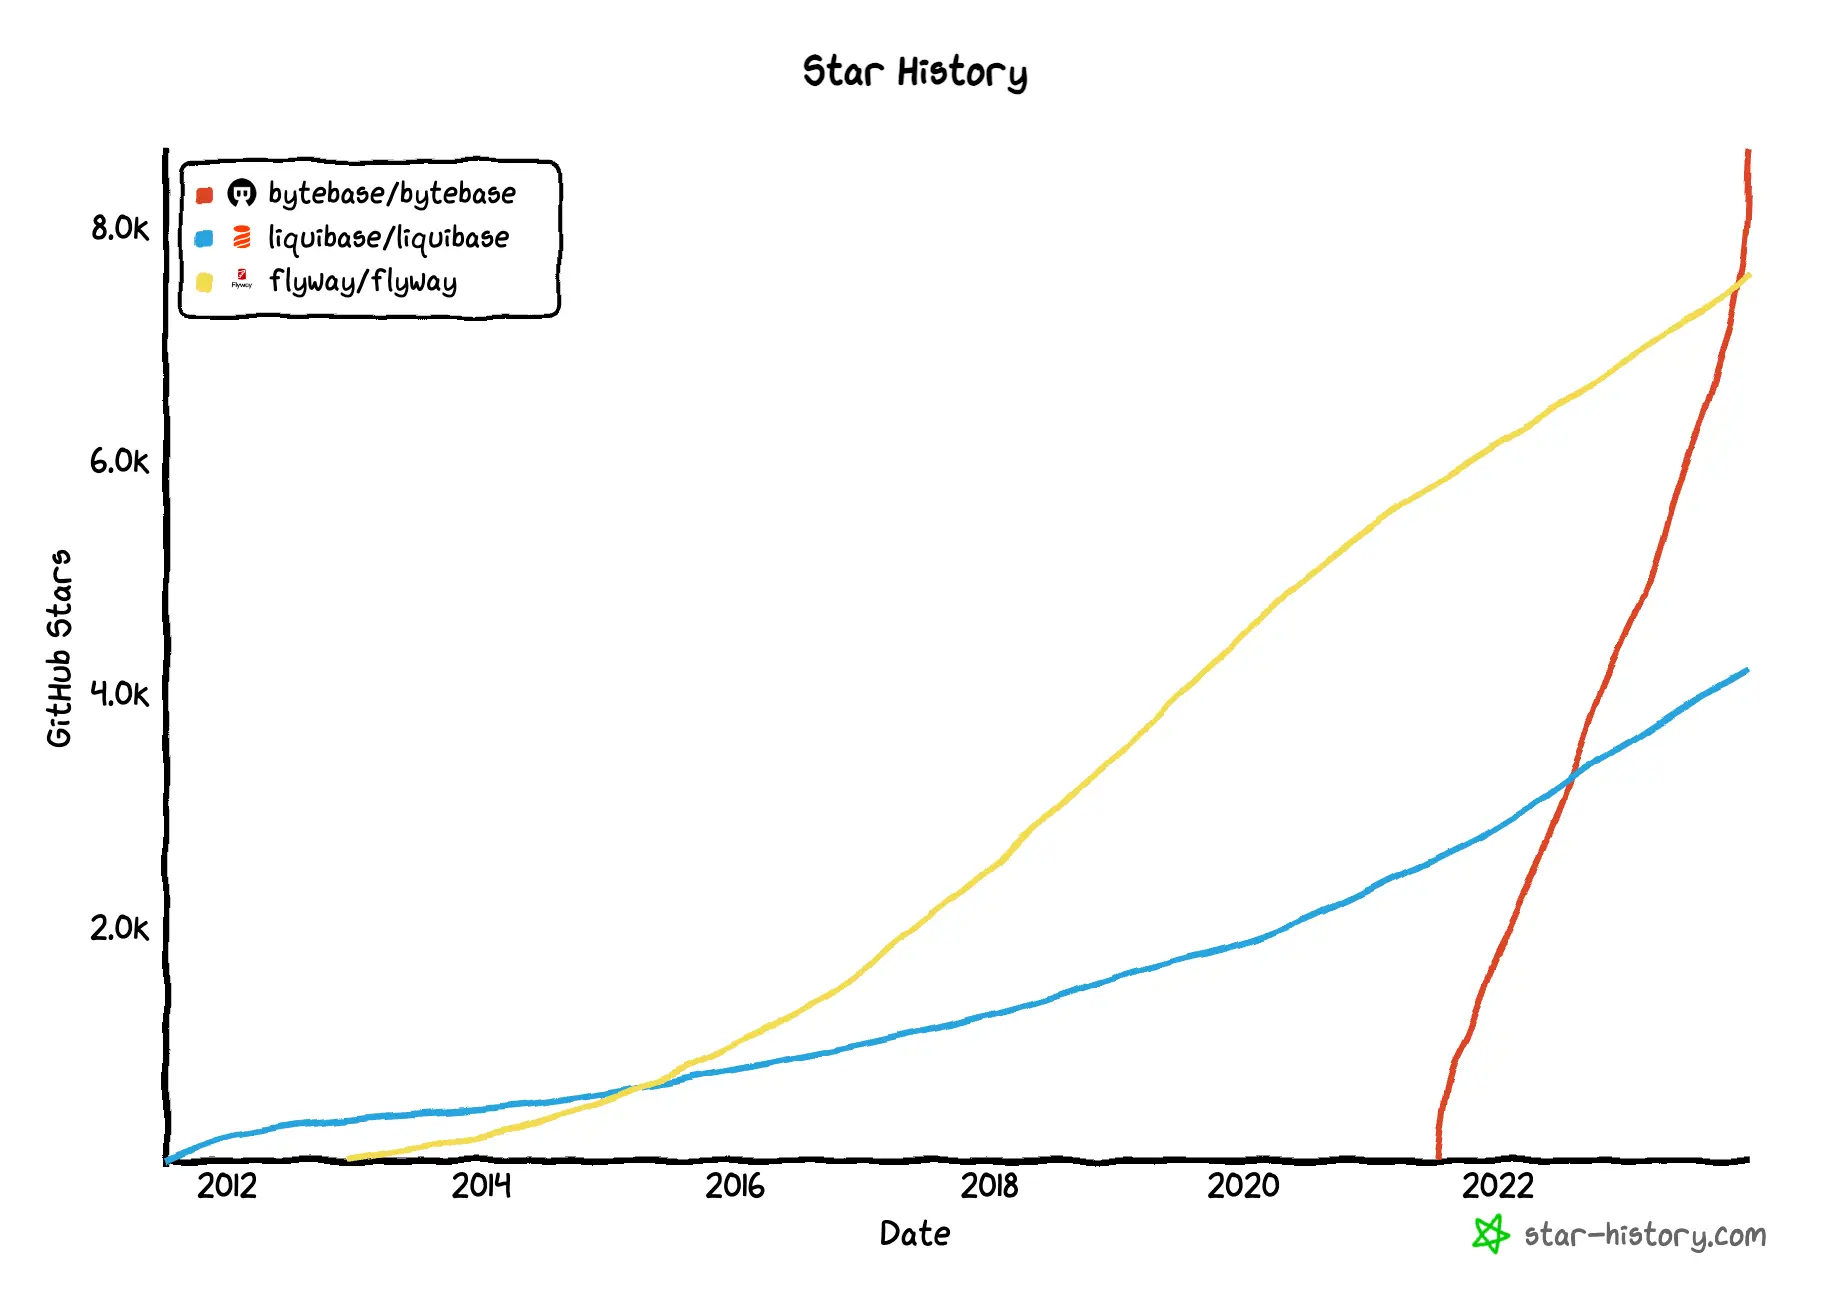 Star History
bytebase/bytebase
liquibase/liquibase
Flyway
flyway/flyway
8.0k
6.0k
4.0k
2.0k
GitHub Stars
2012 2014 2016 2018 2020 2022
Date
star-history.com